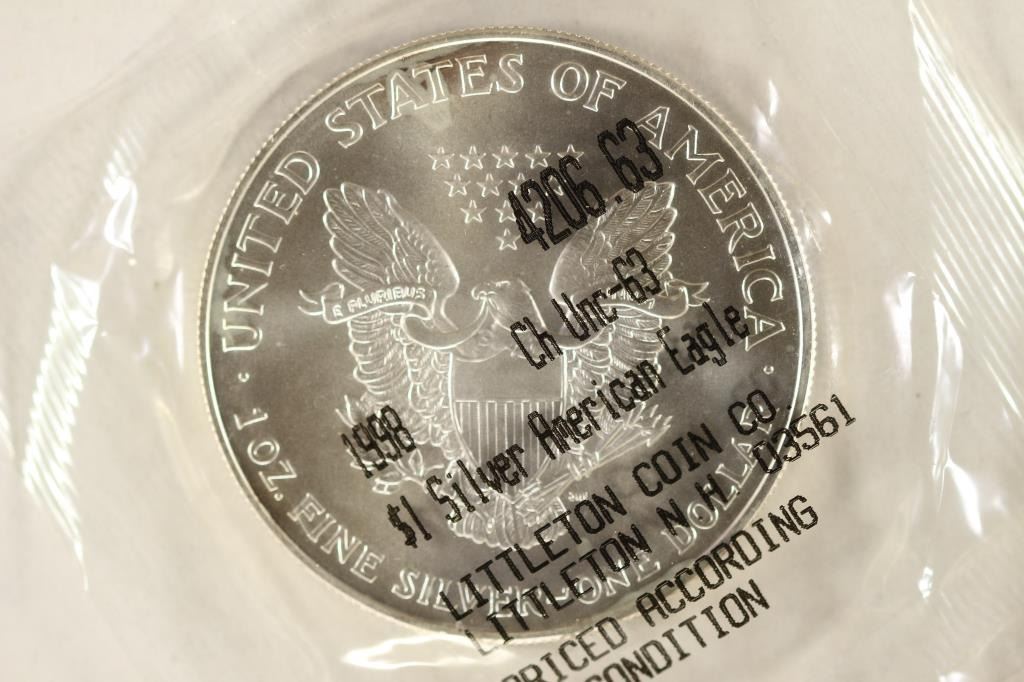 UNITED STATES OF AMERICA
E PLURIBUS
1 OZ. FINE SILVER-ONE DOLLAR
4206.63
Ch Unc-63
1998
$1 Silver American Eagle
LITTLETON COIN CO
LITTLETON N.H. 03561
PRICED ACCORDING
CONDITION